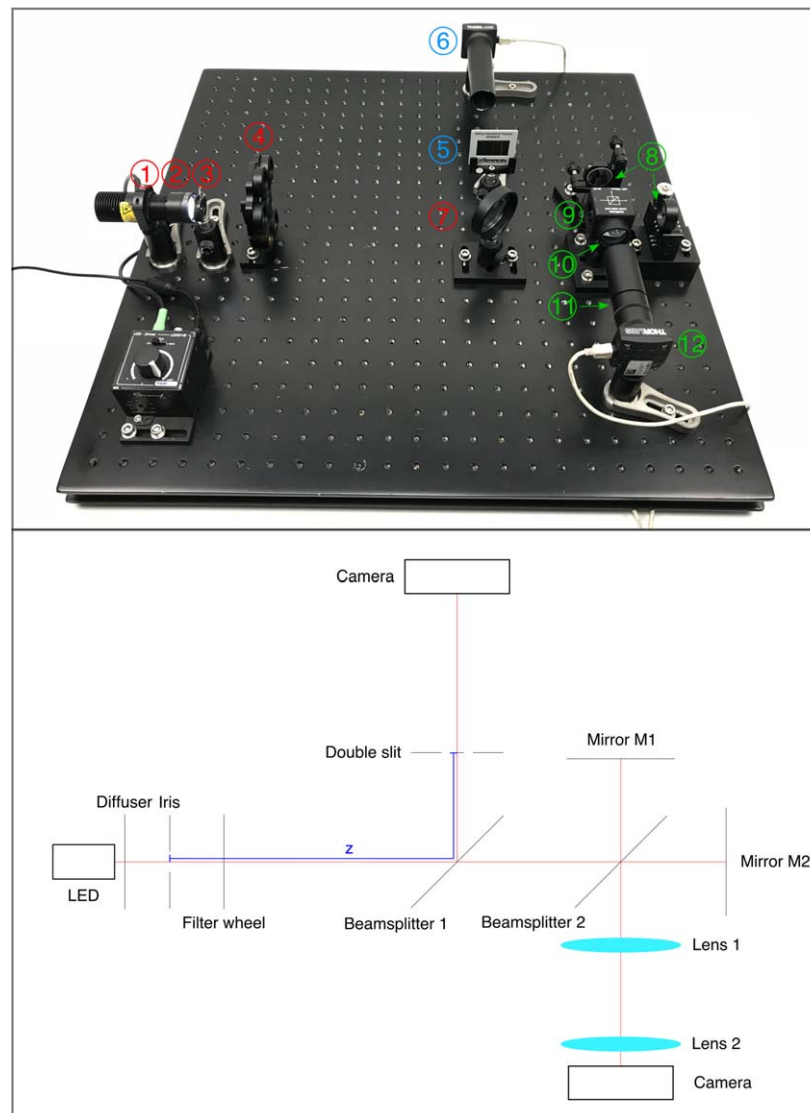 ⑥
THORLABS
④
① ② ③
⑤
⑧
⑦
⑨
⑩
⑪
THORLABS
⑫
Camera
Double slit
Mirror M1
Diffuser Iris
z
LED
Mirror M2
Filter wheel
Beamsplitter 1
Beamsplitter 2
Lens 1
Lens 2
Camera